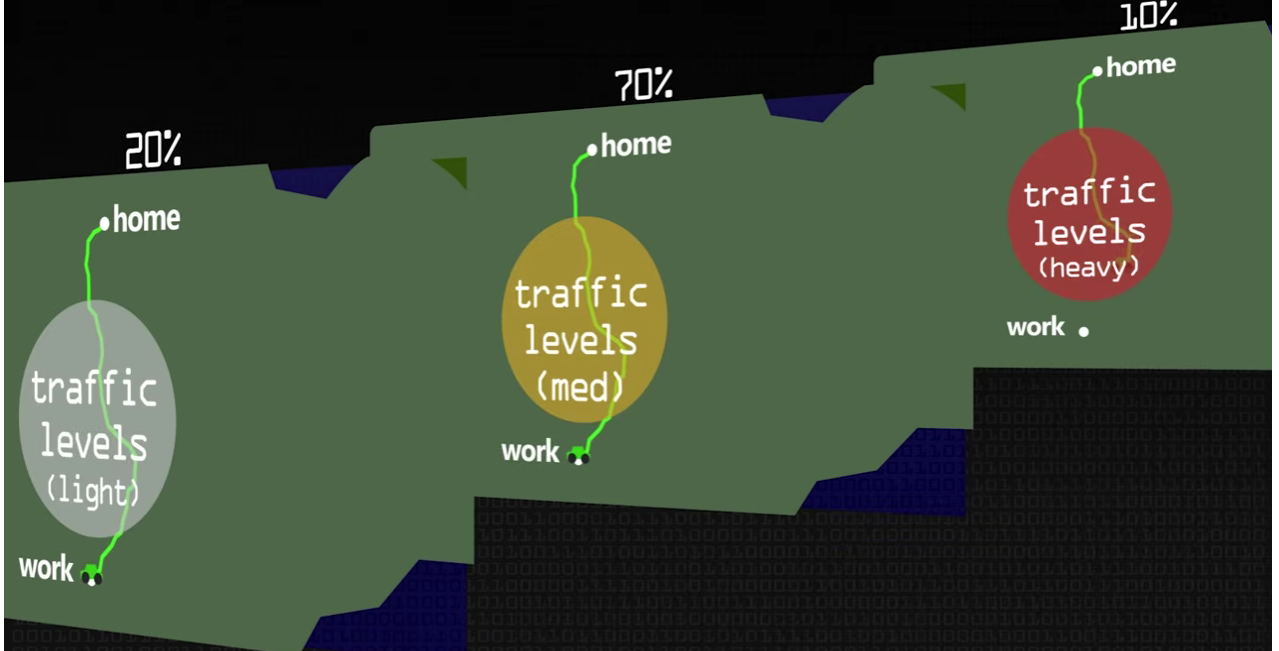 20%
home
traffic
levels
(light)
work
70%
home
traffic
levels
(med)
work
10%
home
traffic
levels
(heavy)
work